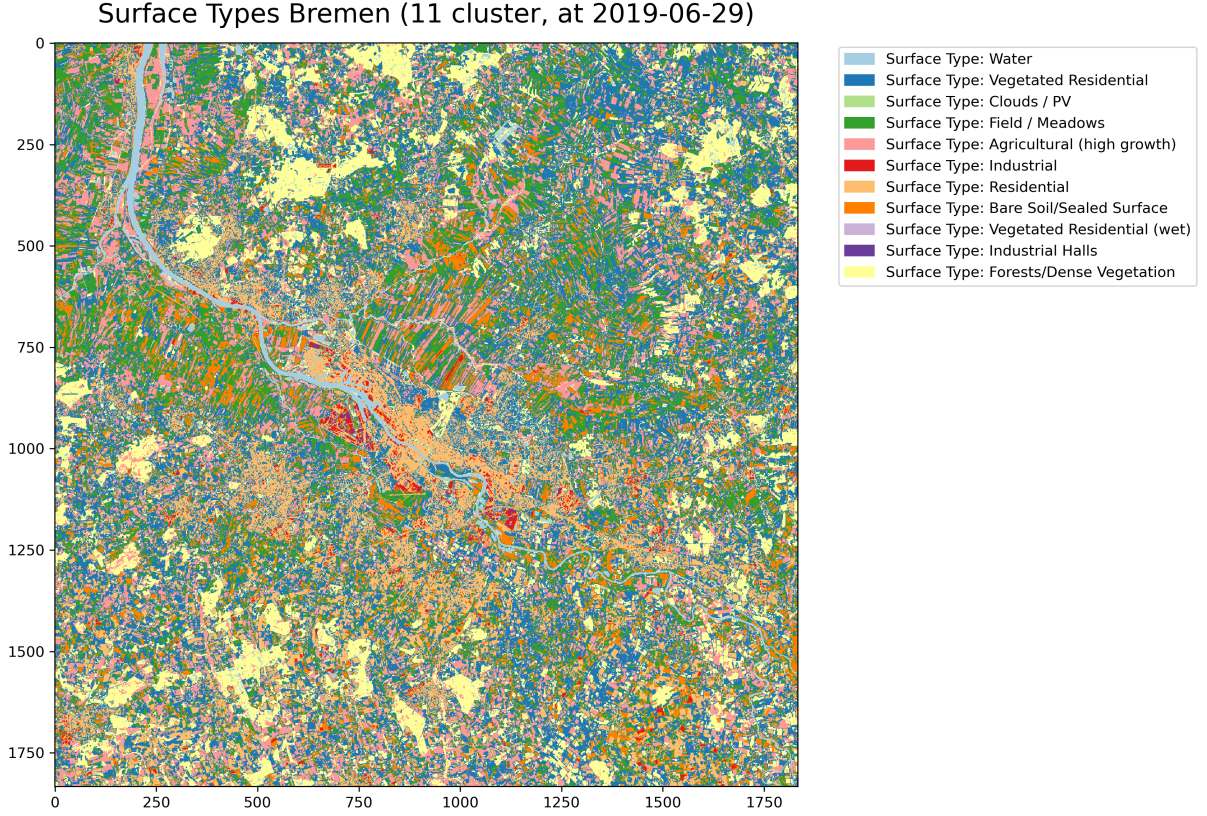 Surface Types Bremen (11 cluster, at 2019-06-29)
0
250
500
750
1000
1250
1500
1750
0
250
500
750
1000
1250
1500
1750
Surface Type: Water
Surface Type: Vegetated Residential
Surface Type: Clouds / PV
Surface Type: Field / Meadows
Surface Type: Agricultural (high growth)
Surface Type: Industrial
Surface Type: Residential
Surface Type: Bare Soil/Sealed Surface
Surface Type: Vegetated Residential (wet)
Surface Type: Industrial Halls
Surface Type: Forests/Dense Vegetation